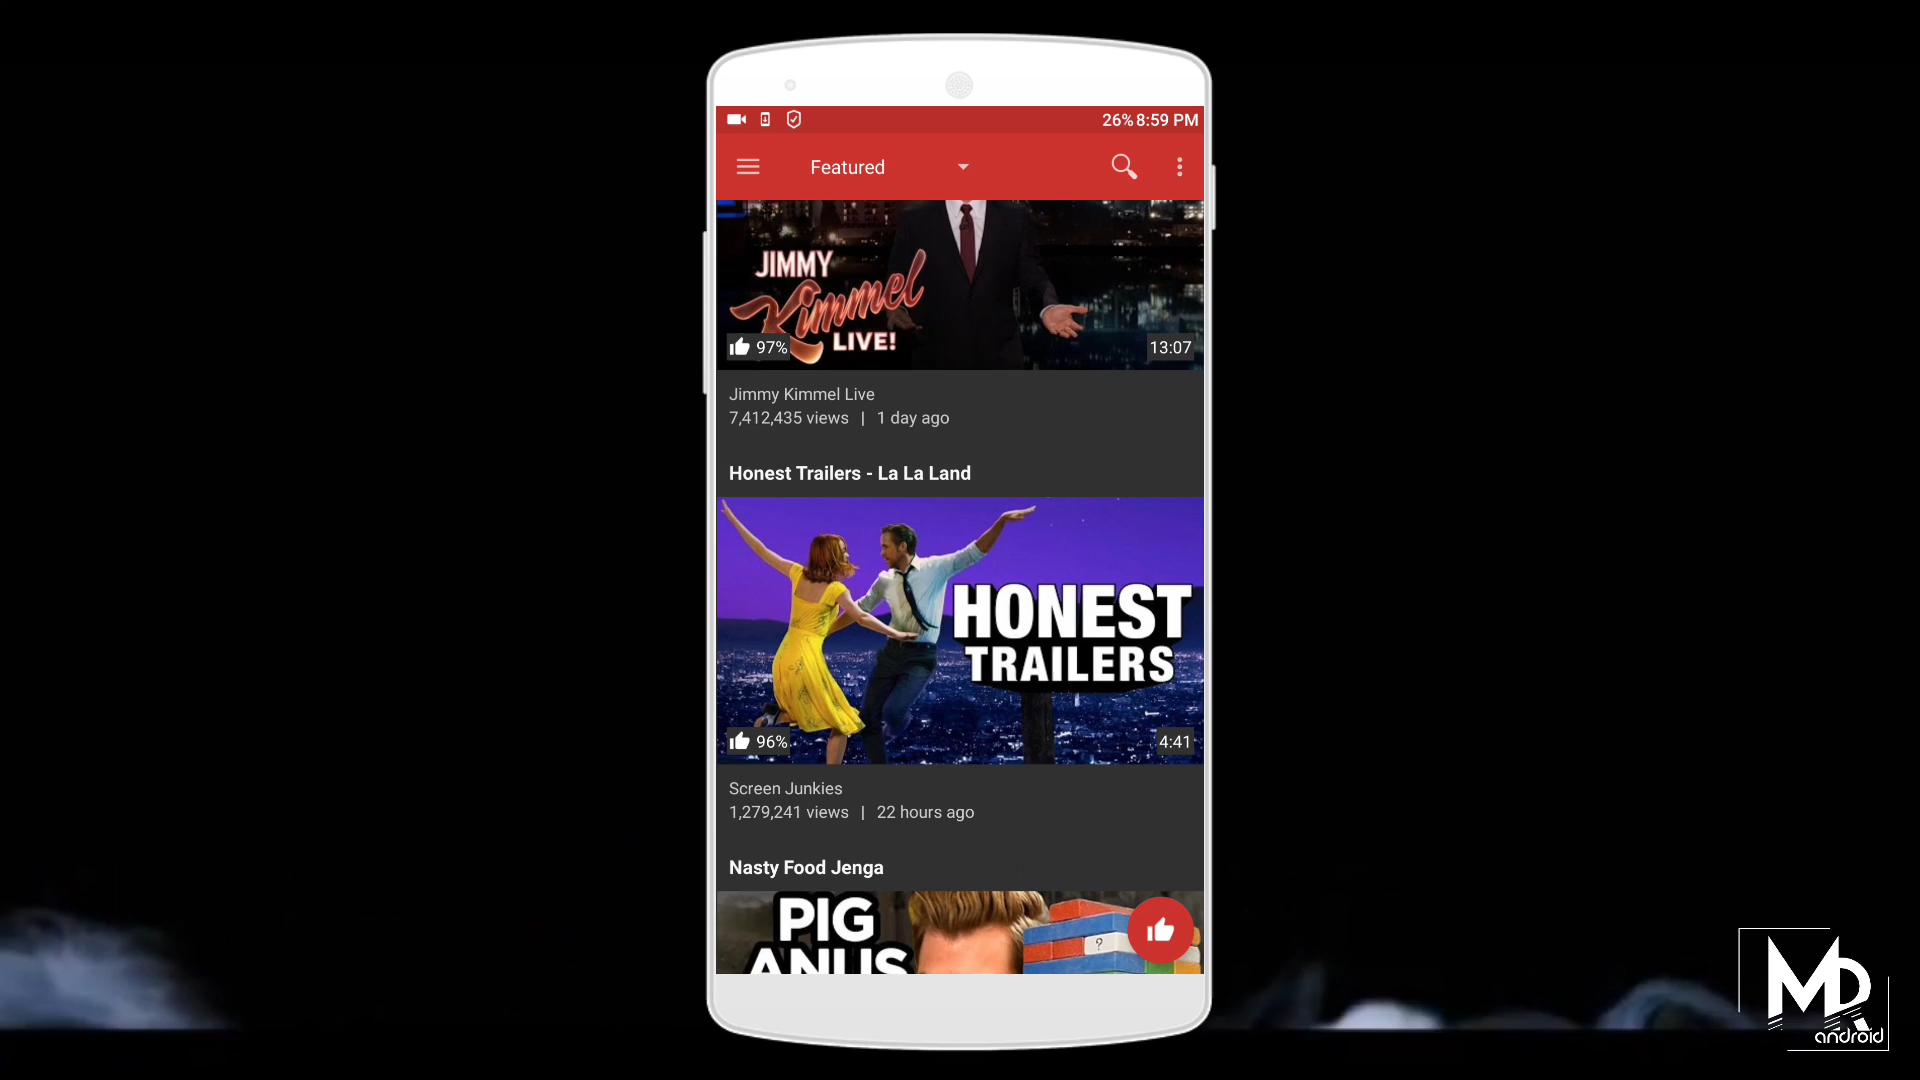 26% 8:59 PM
Featured
JIMMY
Kimmel
LIVE!
97%
13:07
Jimmy Kimmel Live
7,412,435 views | 1 day ago
Honest Trailers - La La Land
HONEST
TRAILERS
96%
4:41
Screen Junkies
1,279,241 views | 22 hours ago
Nasty Food Jenga
PIG
ANUS
?
MR
android